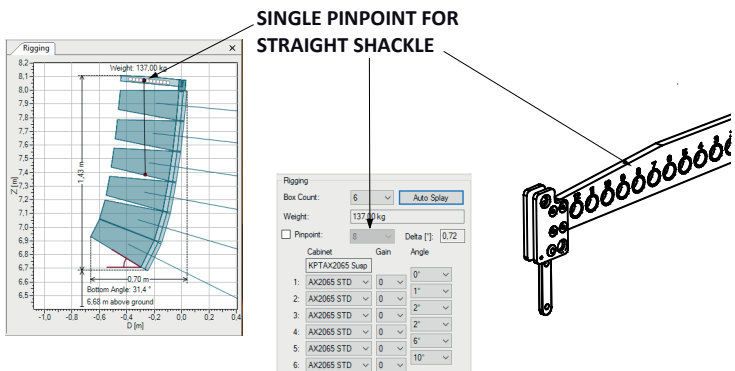 SINGLE PINPOINT FOR
STRAIGHT SHACKLE
Rigging
×
Weight: 137,00 kg
8,2
8,1
8,0
7,9
7,8
7,7
7,6
7,5
7,4
7,3
7,2
7,1
7,0
6,9
6,8
6,7
6,6
6,5
Z [m]
1,43 m
0,70 m
Bottom Angle: 31,4 °
6,68 m above ground
-1,0
-0,8
-0,6
-0,4
-0,2
0,0
0,2
0,4
D [m]
Rigging
Box Count: 6 Auto Splay
Weight: 137,00 kg
Pinpoint: 8 Delta [°]: 0,72
Cabinet Gain Angle
KPTAX2065 Susp
0°
1: AX2065 STD 0
1°
2: AX2065 STD 0
2°
3: AX2065 STD 0
2°
4: AX2065 STD 0
6°
5: AX2065 STD 0
10°
6: AX2065 STD 0